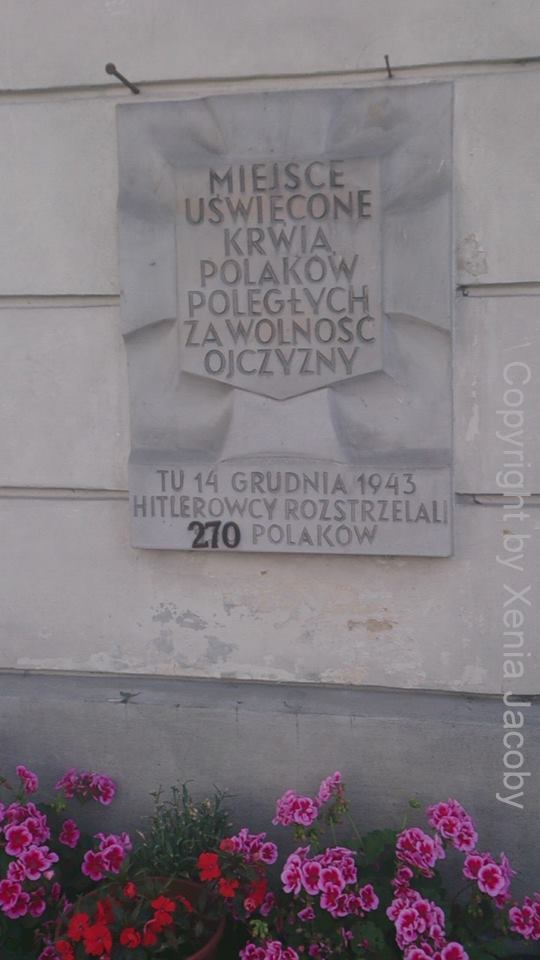 MIEJSCE
UŚWIĘCONE
KRWIĄ
POLAKÓW
POLEGŁYCH
ZA WOLNOŚĆ
OJCZYZNY
TU 14 GRUDNIA 1943
HITLEROWCY ROZSTRZELALI
270 POLAKÓW
Copyright by Xenia Jacoby